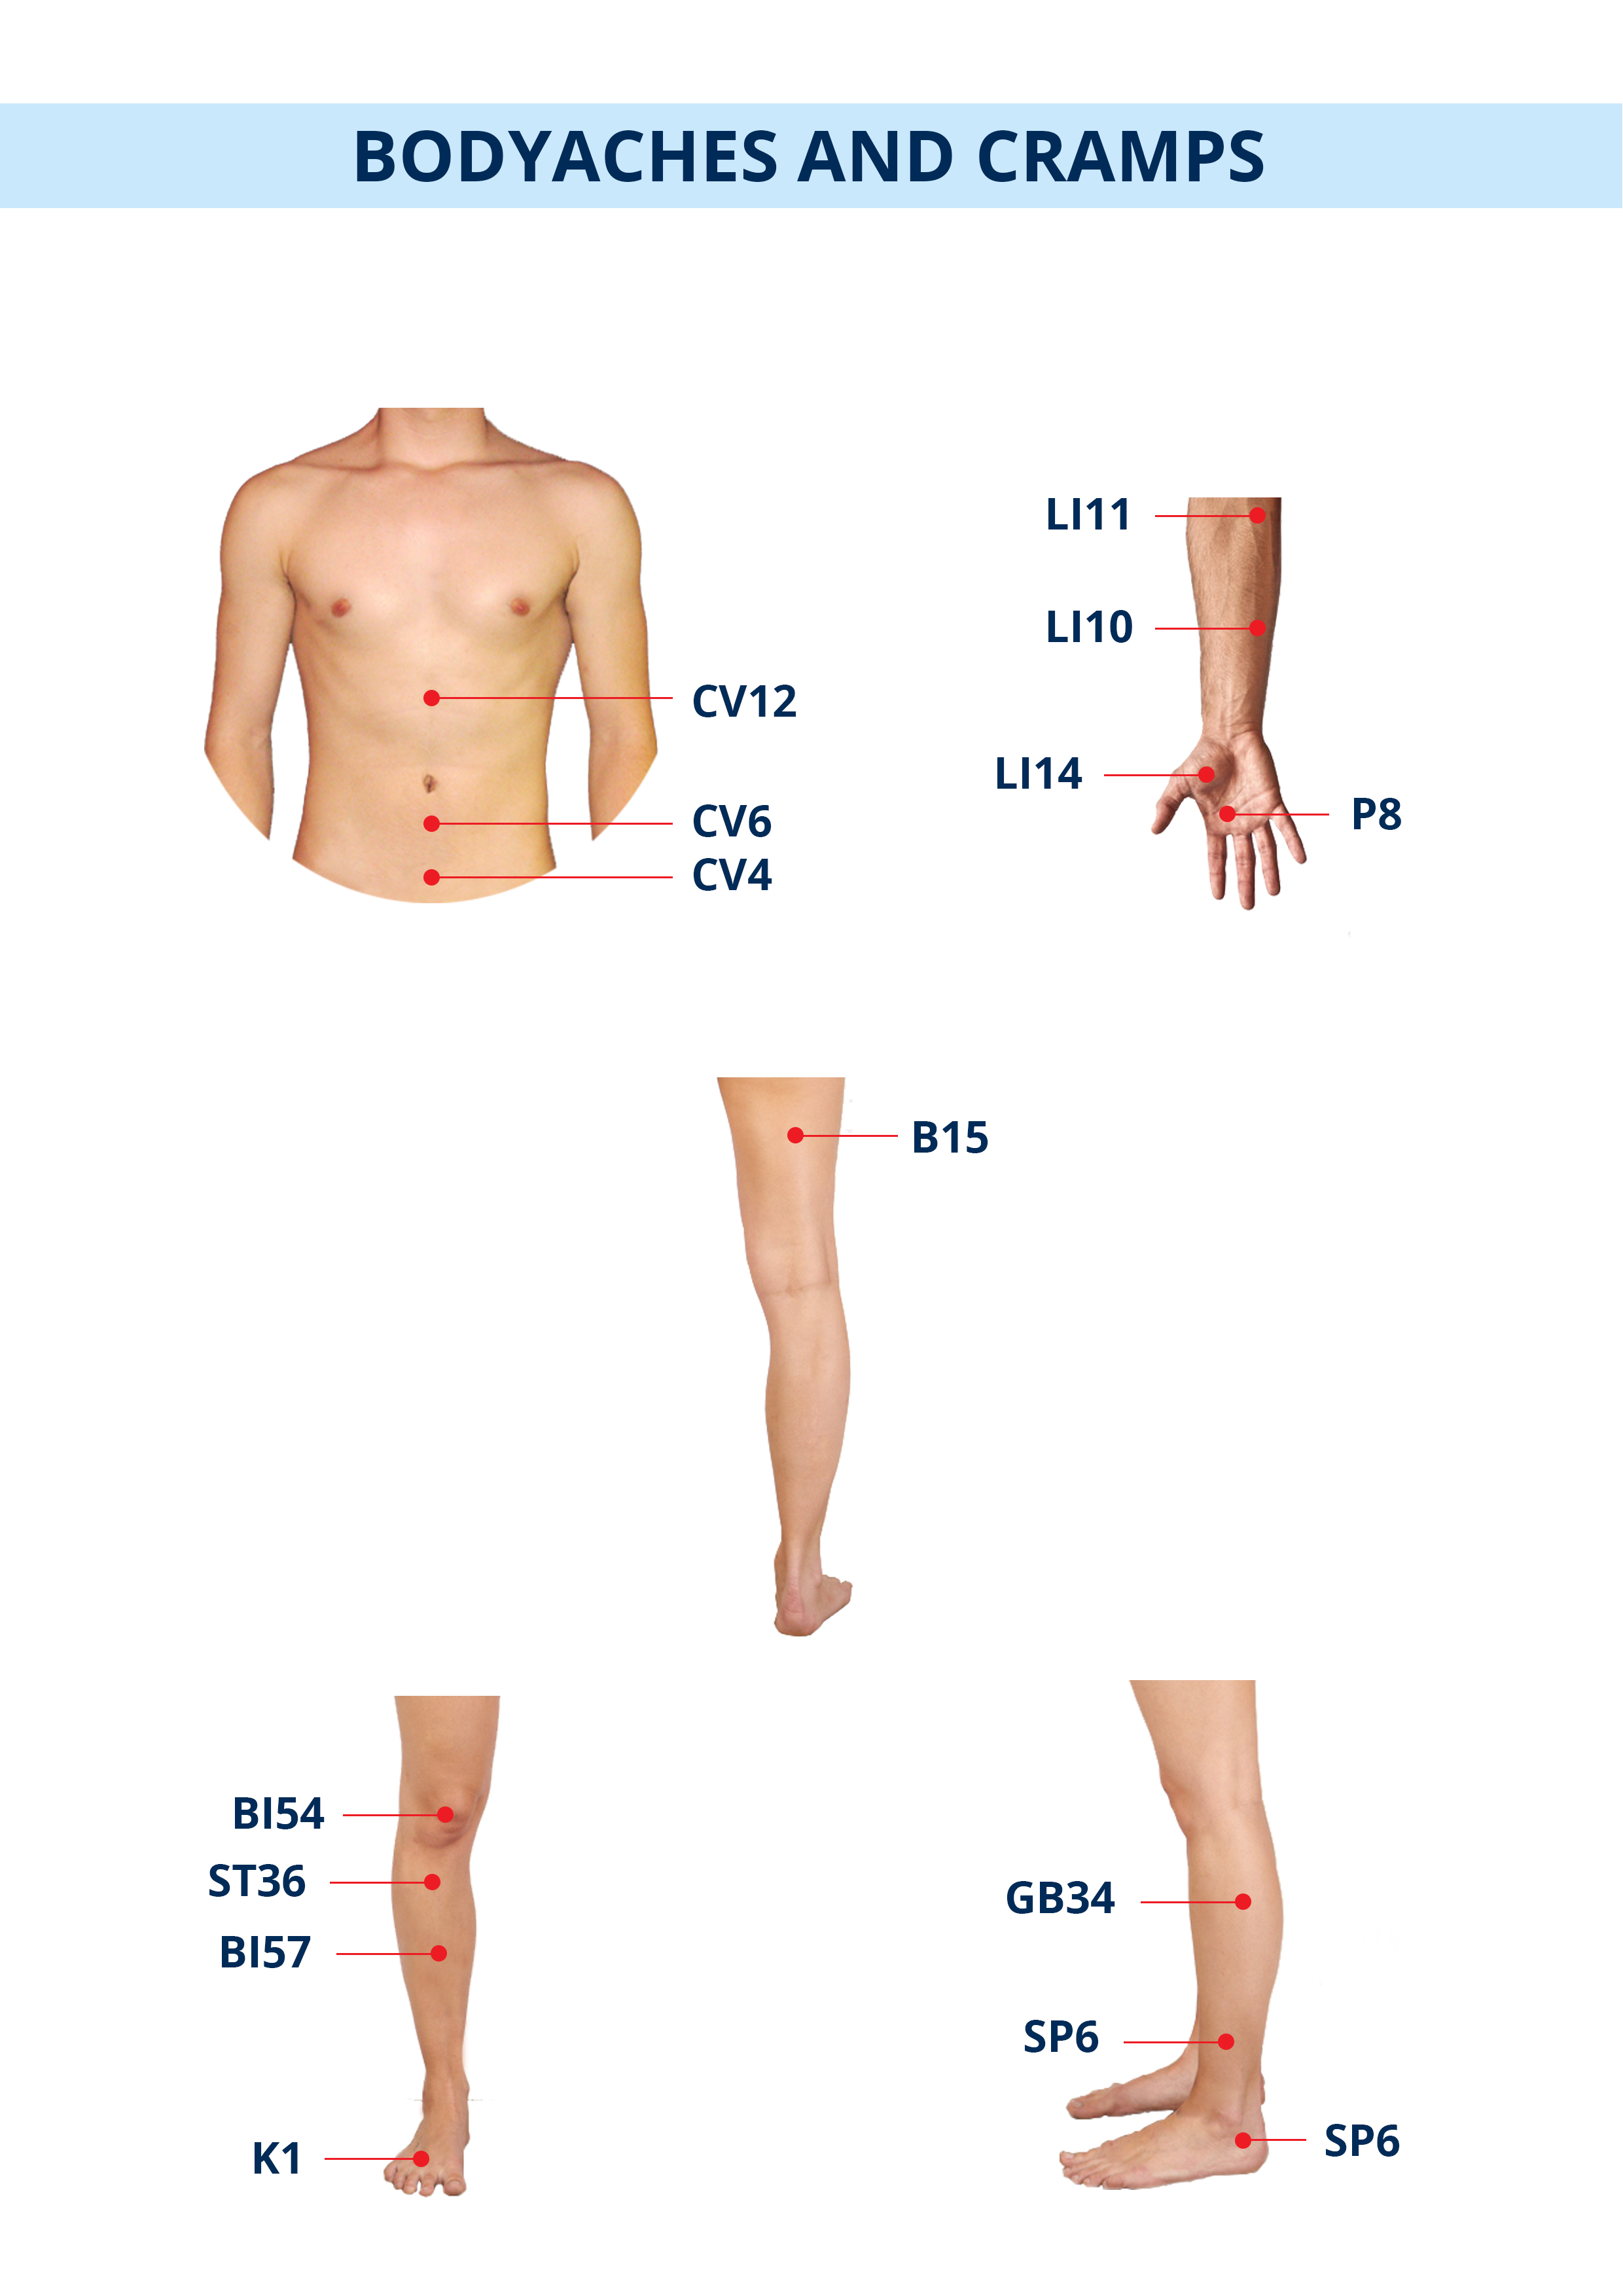 BODYACHES AND CRAMPS
CV12
CV6
CV4
LI11
LI10
LI14
P8
B15
BI54
ST36
BI57
K1
GB34
SP6
SP6